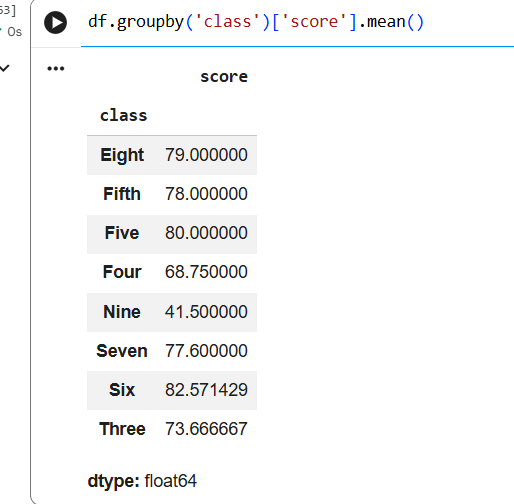 53]
0s
df.groupby('class')['score'].mean()
score
class
Eight 79.000000
Fifth 78.000000
Five 80.000000
Four 68.750000
Nine 41.500000
Seven 77.600000
Six 82.571429
Three 73.666667
dtype: float64